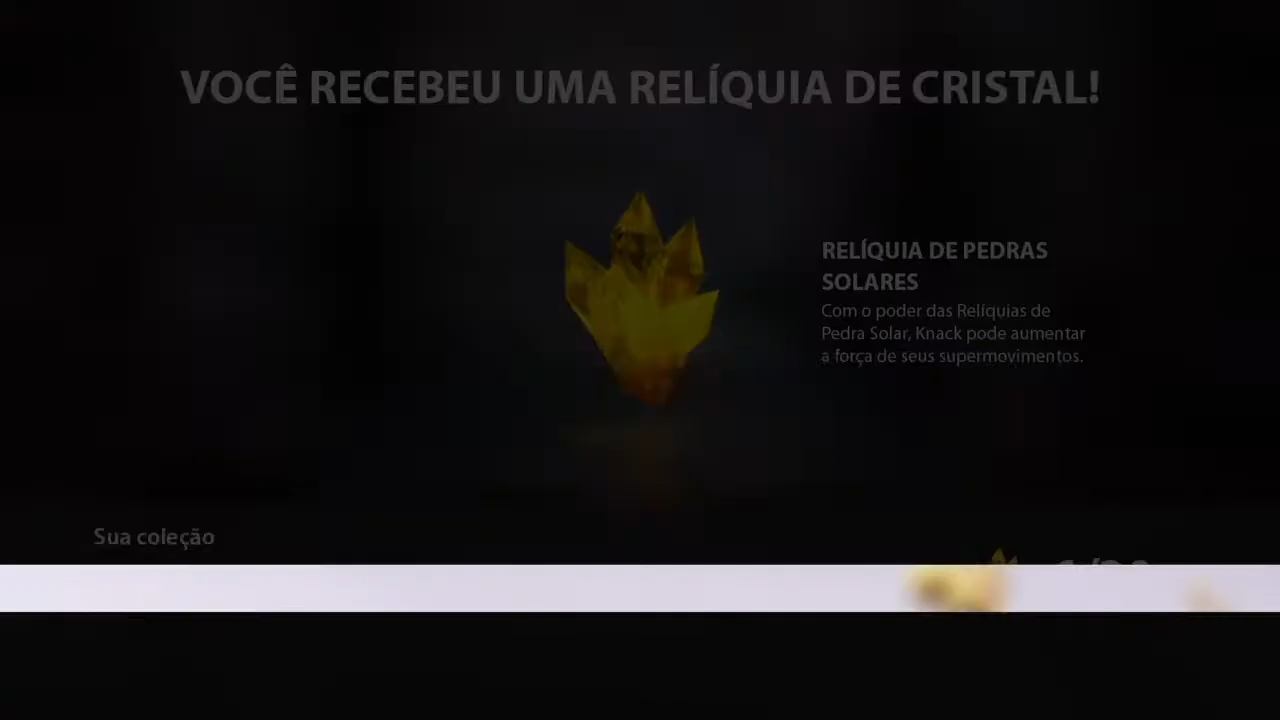 VOCÊ RECEBEU UMA RELÍQUIA DE CRISTAL!
RELÍQUIA DE PEDRAS
SOLARES
Com o poder das Relíquias de
Pedra Solar, Knack pode aumentar
a força de seus supermovimentos.
Sua coleção